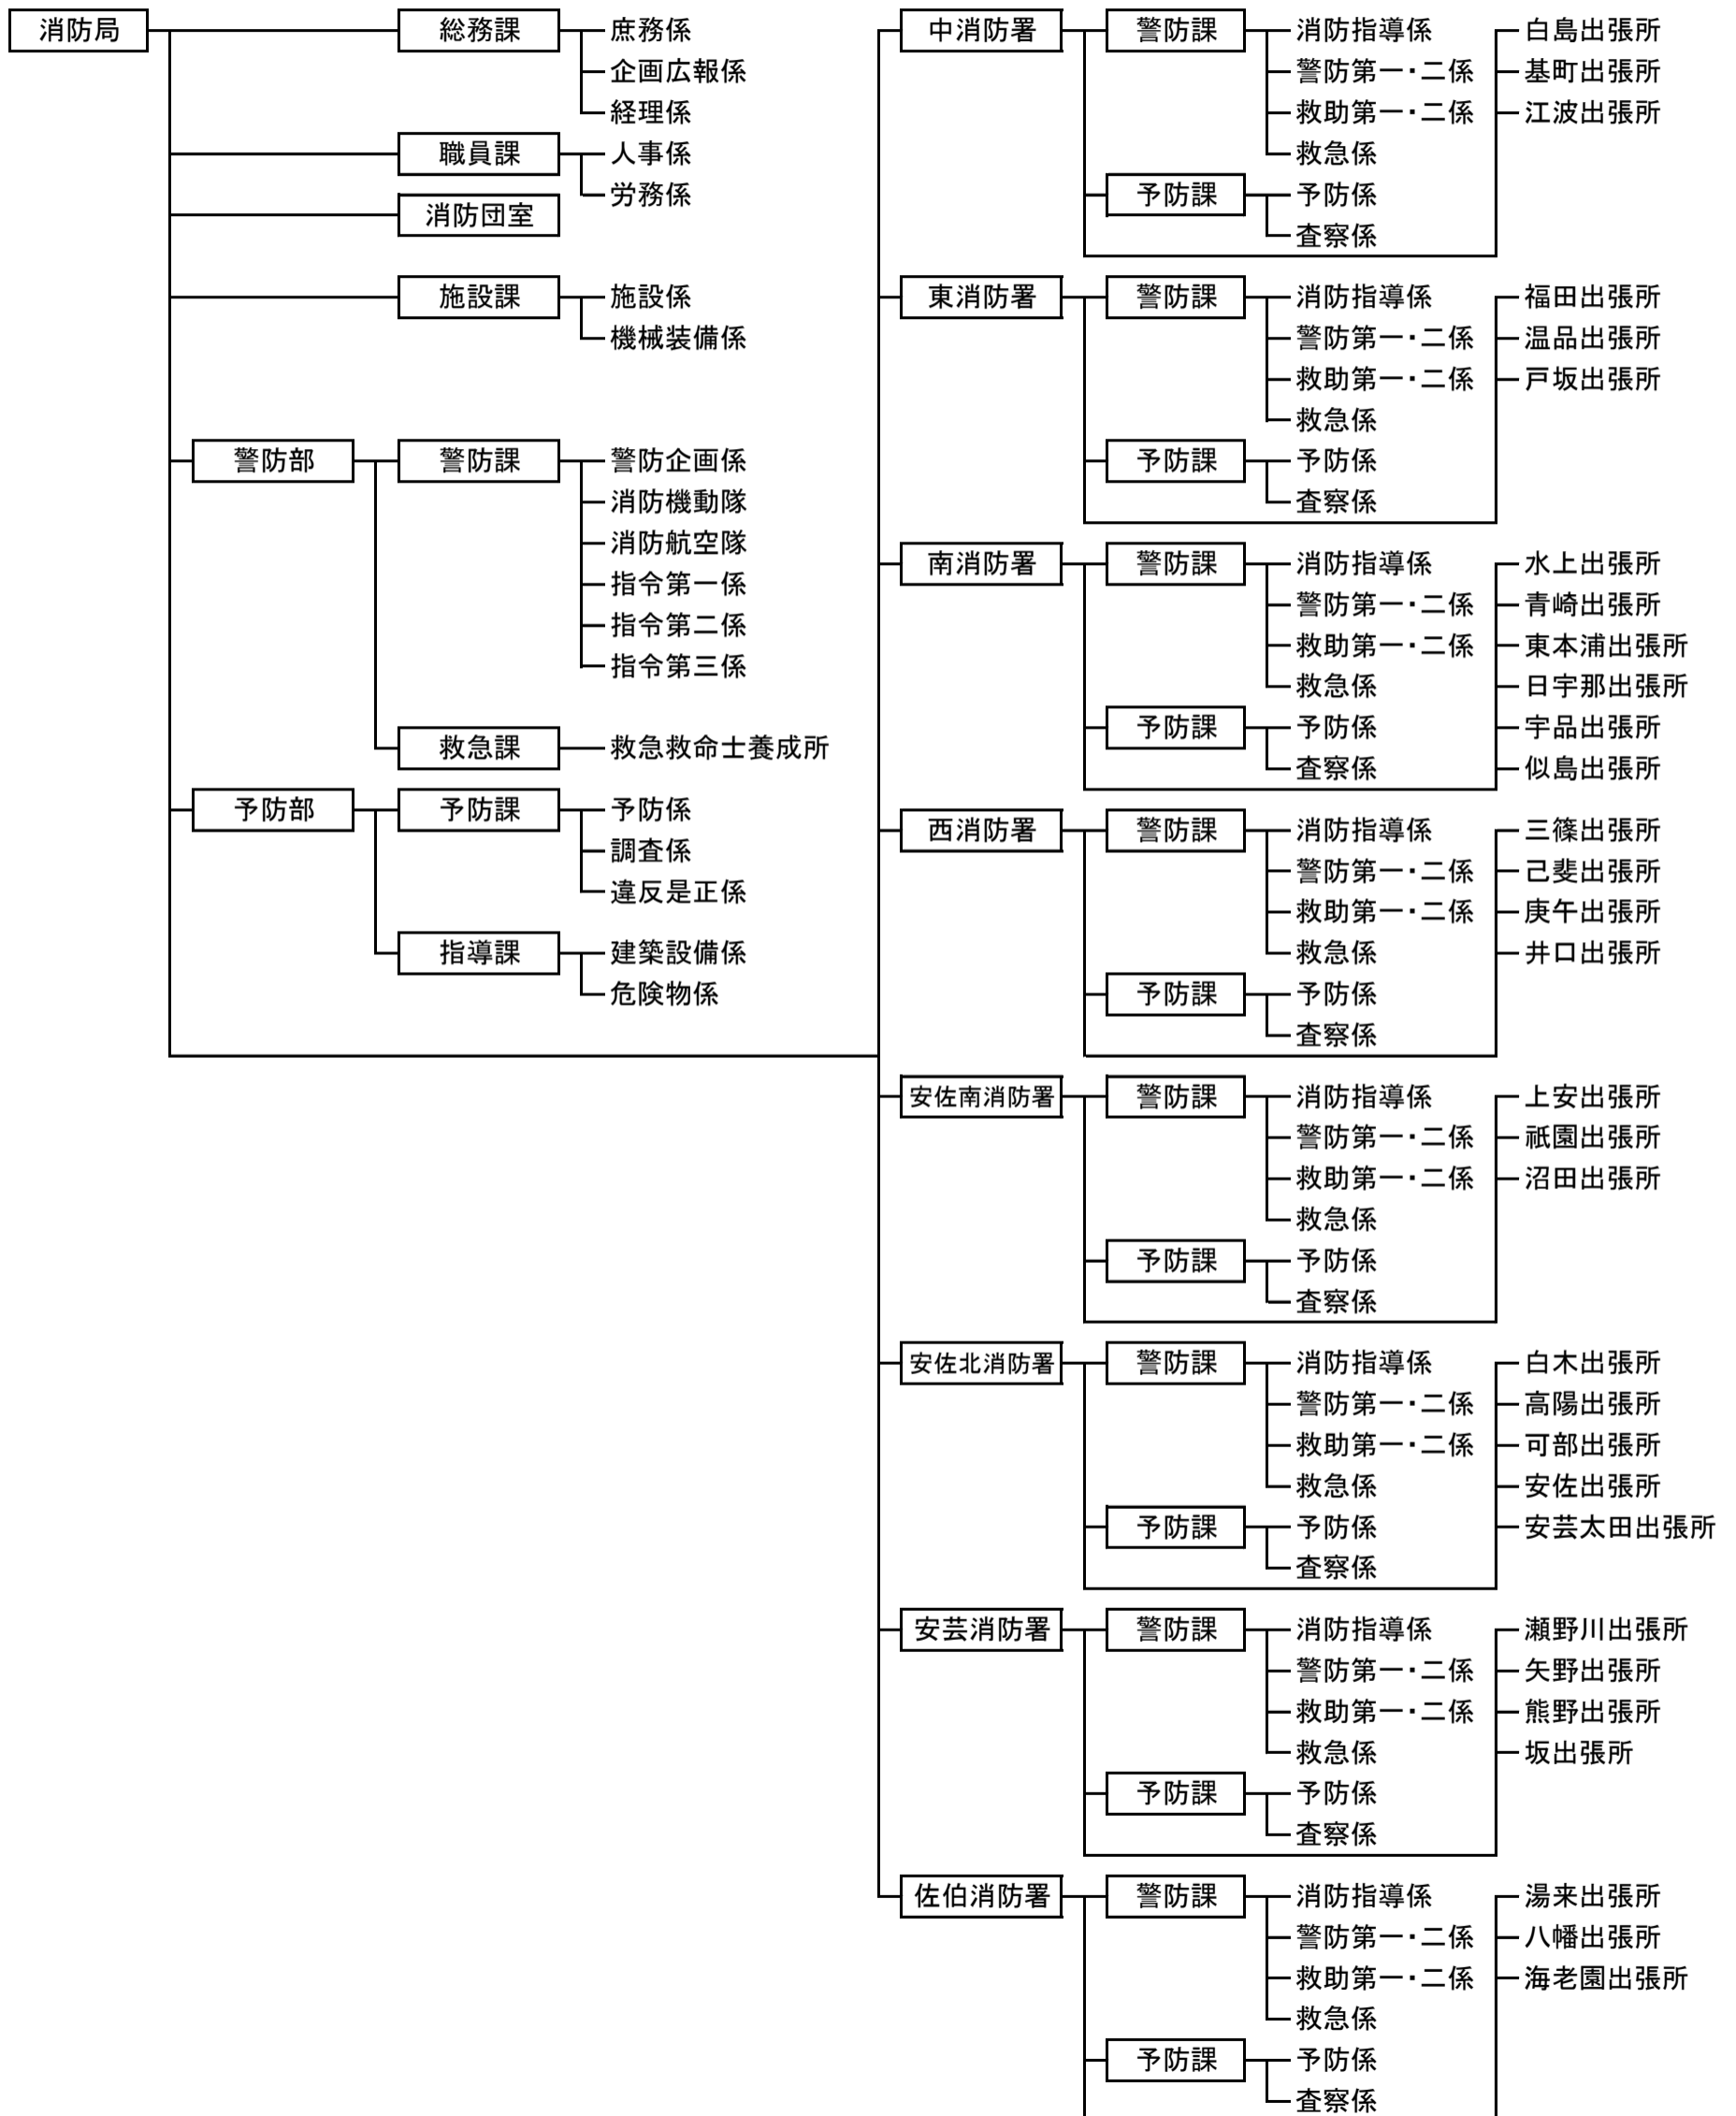 消防局
総務課
庶務係
企画広報係
経理係
職員課
人事係
労務係
消防団室
施設課
施設係
機械装備係
警防部
警防課
警防企画係
消防機動隊
消防航空隊
指令第一係
指令第二係
指令第三係
救急課
救急救命士養成所
予防部
予防課
予防係
調査係
違反是正係
指導課
建築設備係
危険物係
中消防署
警防課
消防指導係
警防第一・二係
救助第一・二係
救急係
予防課
予防係
査察係
白島出張所
基町出張所
江波出張所
東消防署
警防課
消防指導係
警防第一・二係
救助第一・二係
救急係
予防課
予防係
査察係
福田出張所
温品出張所
戸坂出張所
南消防署
警防課
消防指導係
警防第一・二係
救助第一・二係
救急係
予防課
予防係
査察係
水上出張所
青崎出張所
東本浦出張所
日宇那出張所
宇品出張所
似島出張所
西消防署
警防課
消防指導係
警防第一・二係
救助第一・二係
救急係
予防課
予防係
査察係
三篠出張所
己斐出張所
庚午出張所
井口出張所
安佐南消防署
警防課
消防指導係
警防第一・二係
救助第一・二係
救急係
予防課
予防係
査察係
上安出張所
祇園出張所
沼田出張所
安佐北消防署
警防課
消防指導係
警防第一・二係
救助第一・二係
救急係
予防課
予防係
査察係
白木出張所
高陽出張所
可部出張所
安佐出張所
安芸太田出張所
安芸消防署
警防課
消防指導係
警防第一・二係
救助第一・二係
救急係
予防課
予防係
査察係
瀬野川出張所
矢野出張所
熊野出張所
坂出張所
佐伯消防署
警防課
消防指導係
警防第一・二係
救助第一・二係
救急係
予防課
予防係
査察係
湯来出張所
八幡出張所
海老園出張所